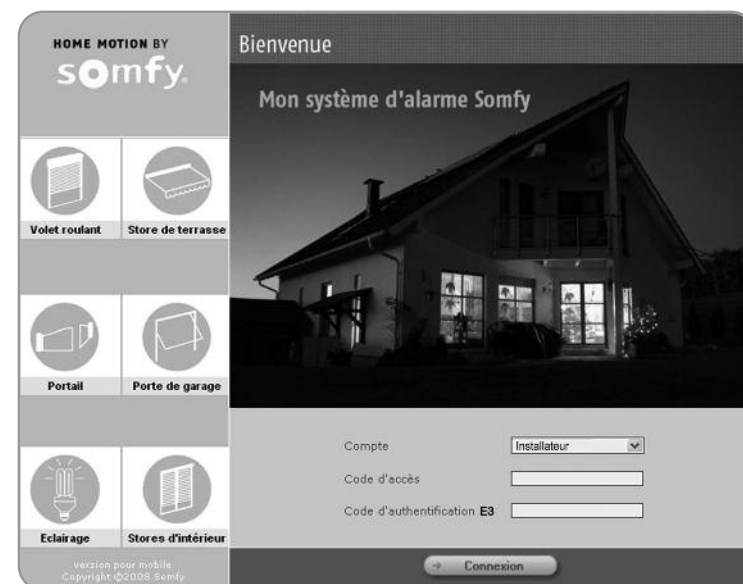 HOME MOTION BY
somfy.
Bienvenue
Mon système d'alarme Somfy
Volet roulant
Store de terrasse
Portail
Porte de garage
Eclairage
Stores d'intérieur
Compte
Installateur
Code d'accès
Code d'authentification E3
Connexion
version pour mobile
Copyright ©2008 Somfy